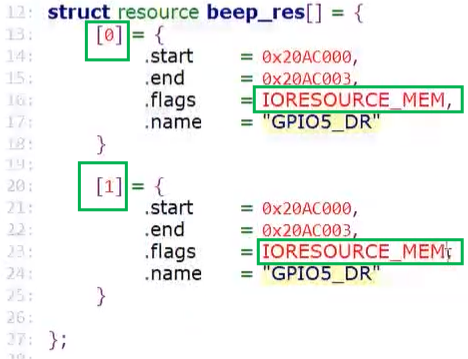 12: struct resource beep_res[] = {
13: [0] = {
14: .start = 0x20AC000,
15: .end = 0x20AC003,
16: .flags = IORESOURCE_MEM,
17: .name = "GPIO5_DR"
18: }
19:
20: [1] = {
21: .start = 0x20AC000,
22: .end = 0x20AC003,
23: .flags = IORESOURCE_MEM,
24: .name = "GPIO5_DR"
25: }
26:
27: };